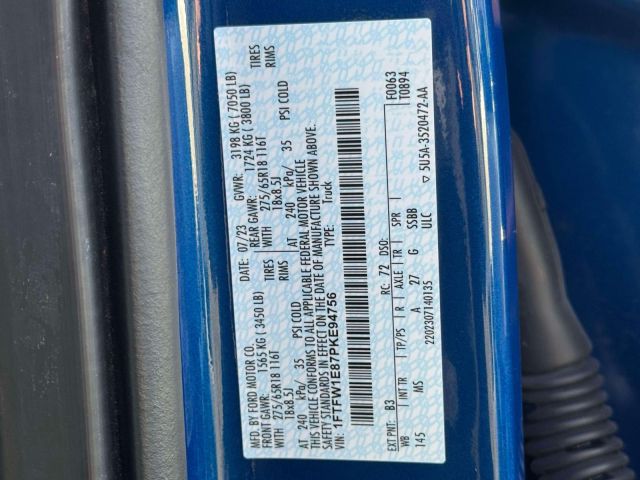 MFD. BY FORD MOTOR CO.
DATE: 07/23 GVWR: 3198 KG (7050 LB)
FRONT GAWR: 1565 KG (3450 LB) REAR GAWR: 1724 KG (3800 LB)
WITH 275/65R18 116T TIRES WITH 275/65R18 116T TIRES
18x8.5J RIMS 18x8.5J RIMS
AT 240 kPa/ 35 PSI COLD AT 240 kPa/ 35 PSI COLD
THIS VEHICLE CONFORMS TO ALL APPLICABLE FEDERAL MOTOR VEHICLE
SAFETY STANDARDS IN EFFECT ON THE DATE OF MANUFACTURE SHOWN ABOVE.
VIN: 1FTFW1E87PKE94756 TYPE: Truck
F0063
T0894
EXT PNT: B3 RC: 72 DSO:
WB INT TR TP/PS R AXLE TR SPR
145 MS A 27 G SSBB
2202307140135 ULC
▽ 5U5A-3520472-AA